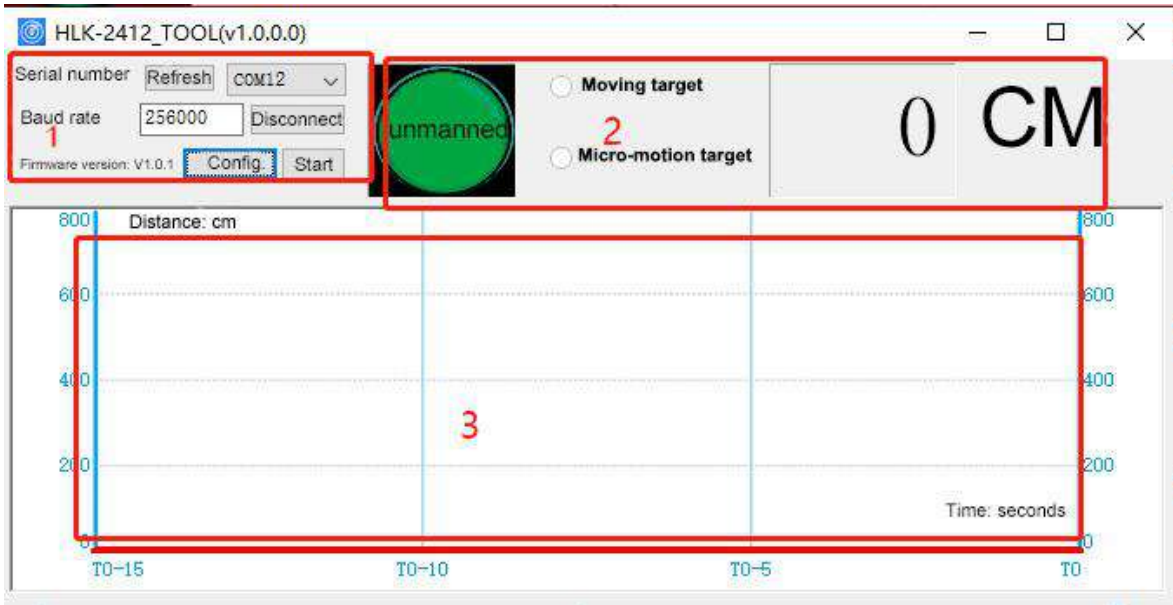 HLK-2412_TOOL(v1.0.0.0)
Serial number Refresh COM12
Baud rate 256000 Disconnect
1
Firmware version: V1.0.1 Config. Start
unmanned
Moving target
2
Micro-motion target
0 CM
800 Distance: cm 800
600 600
400 400
3
200 200
Time: seconds
0 0
T0-15 T0-10 T0-5 T0